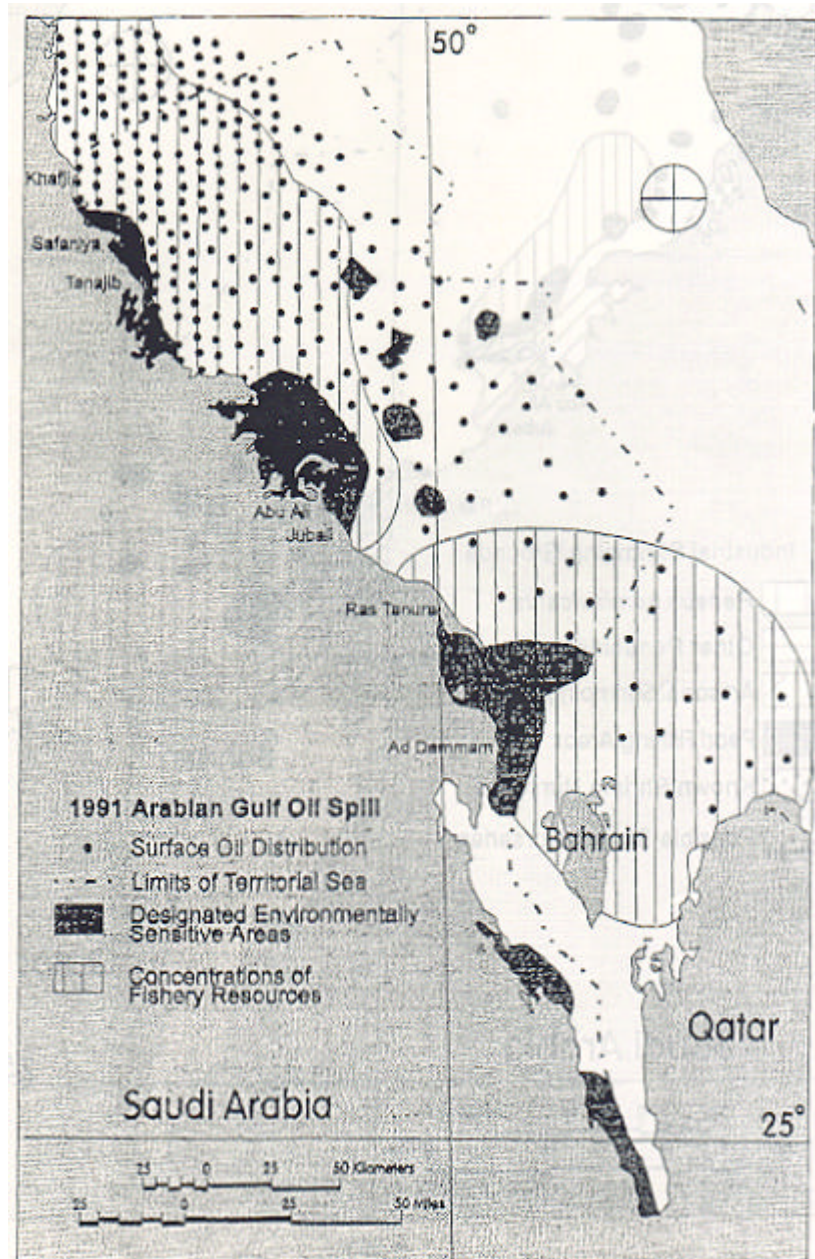 50°
Khafji
Safaniya
Tanajib
Abu Ali
Jubail
Ras Tanura
Ad Dammam
1991 Arabian Gulf Oil Spill
Surface Oil Distribution
Limits of Territorial Sea
Designated Environmentally
Sensitive Areas
Concentrations of
Fishery Resources
Bahrain
Qatar
Saudi Arabia
25°
25 0 25 50 Kilometers
25 0 25 50 Miles